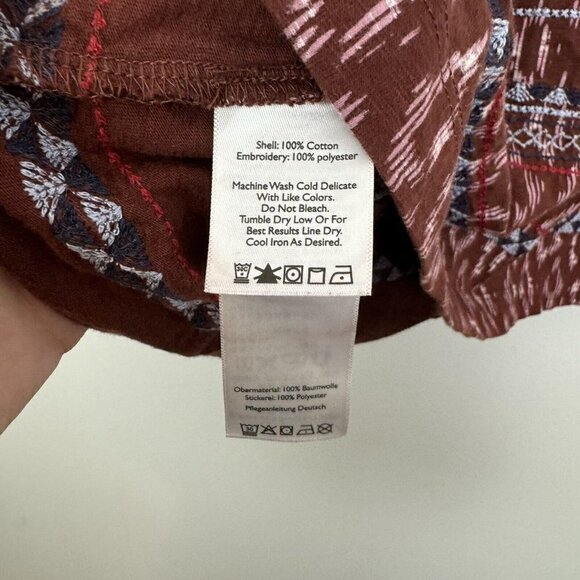 Shell: 100% Cotton
Embroidery: 100% polyester
Machine Wash Cold Delicate
With Like Colors.
Do Not Bleach.
Tumble Dry Low Or For
Best Results Line Dry.
Cool Iron As Desired.
Obermaterial: 100% Baumwolle
Stickerei: 100% Polyester
Pflegeanleitung Deutsch